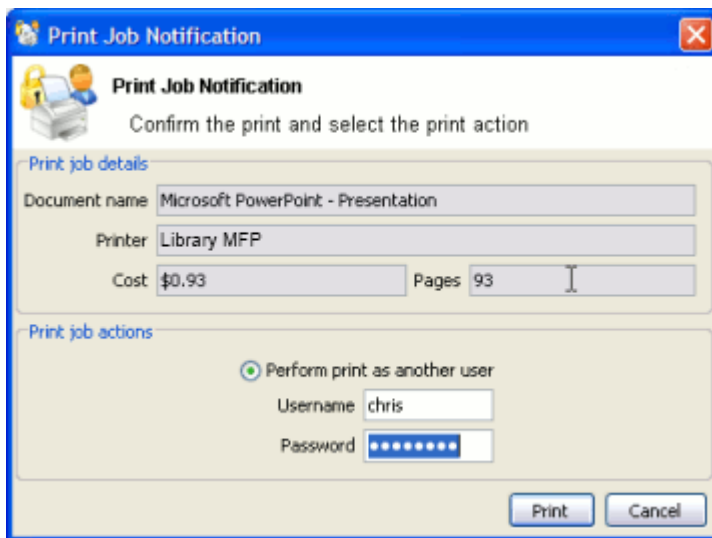 Print Job Notification
Print Job Notification
Confirm the print and select the print action
Print job details
Document name Microsoft PowerPoint - Presentation
Printer Library MFP
Cost $0.93 Pages 93
Print job actions
Perform print as another user
Username chris
Password ●●●●●●●●
Print Cancel